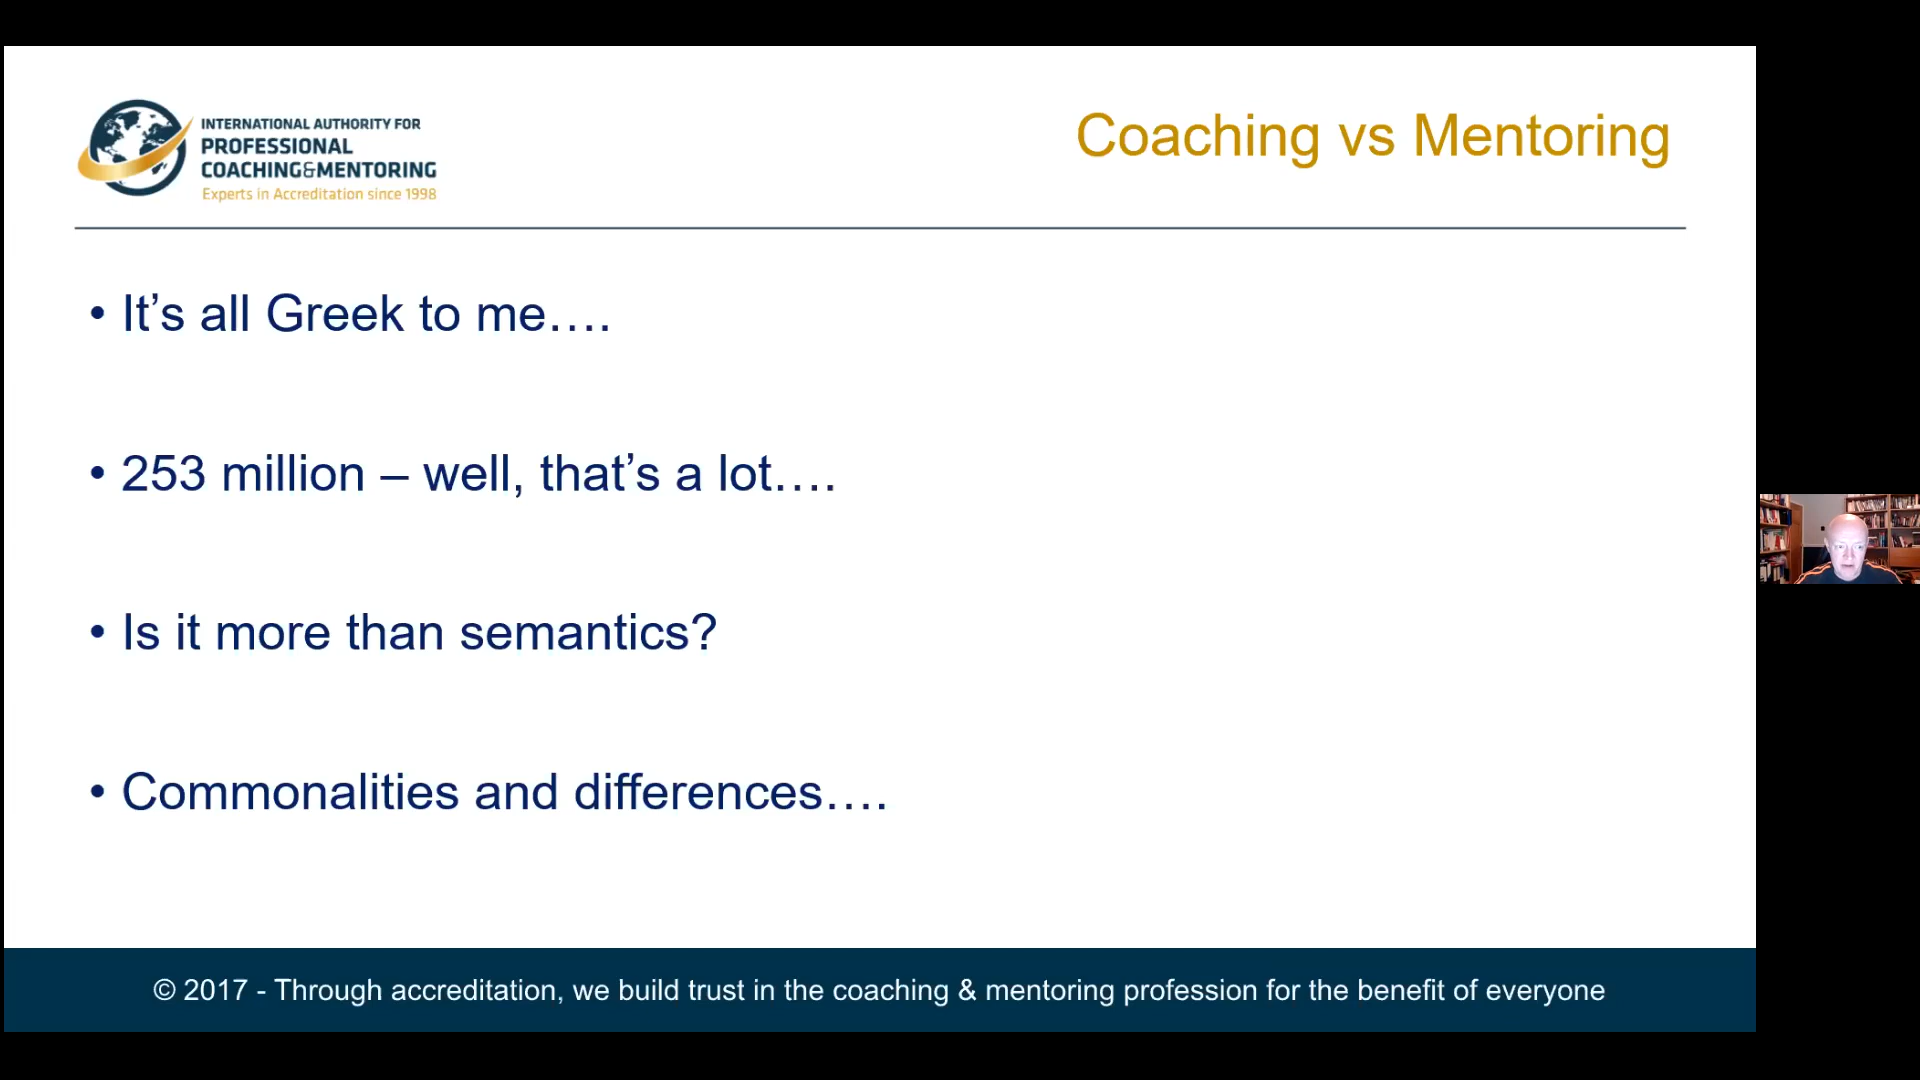 INTERNATIONAL AUTHORITY FOR
PROFESSIONAL
COACHING&MENTORING
Experts in Accreditation since 1998
Coaching vs Mentoring
• It’s all Greek to me….
• 253 million – well, that’s a lot….
• Is it more than semantics?
• Commonalities and differences….
© 2017 - Through accreditation, we build trust in the coaching & mentoring profession for the benefit of everyone